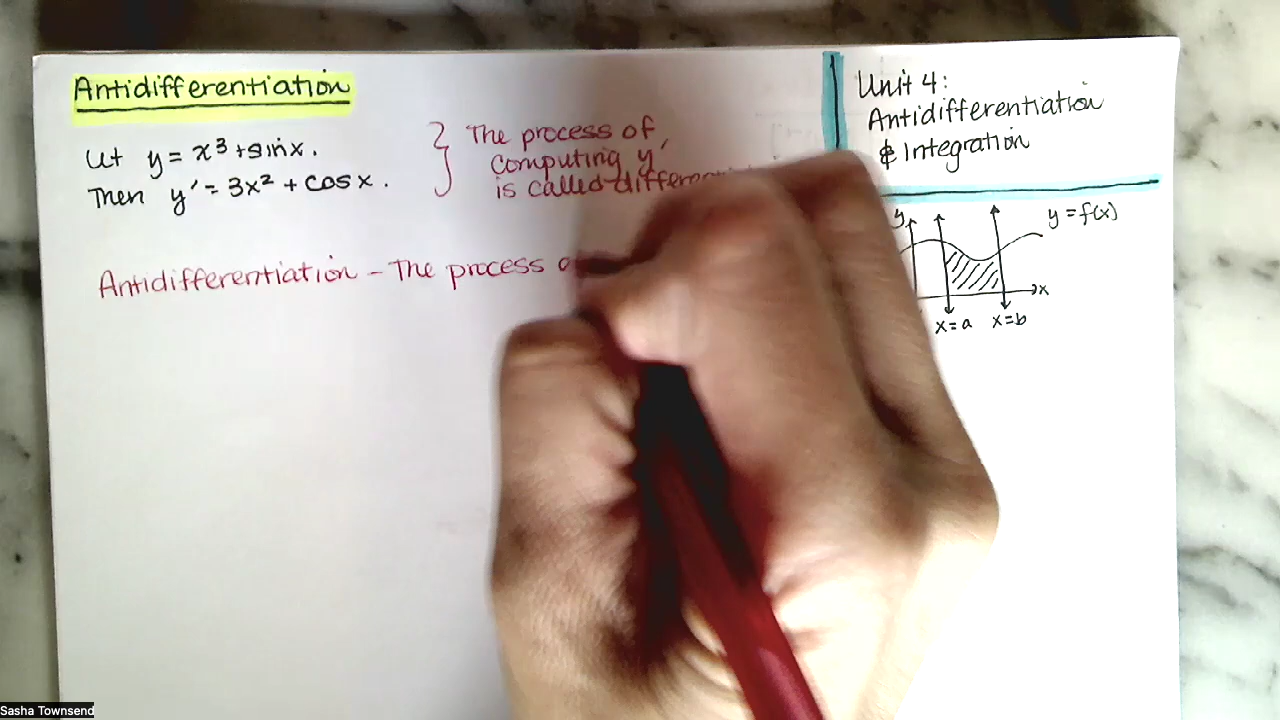 Antidifferentiation
Let y = x³ + sin x.
Then y' = 3x² + cos x.
The process of
computing y'
is called
Antidifferentiation – The process
Unit 4:
Antidifferentiation
& Integration
y
y = f(x)
x
x = a x = b
Sasha Townsend